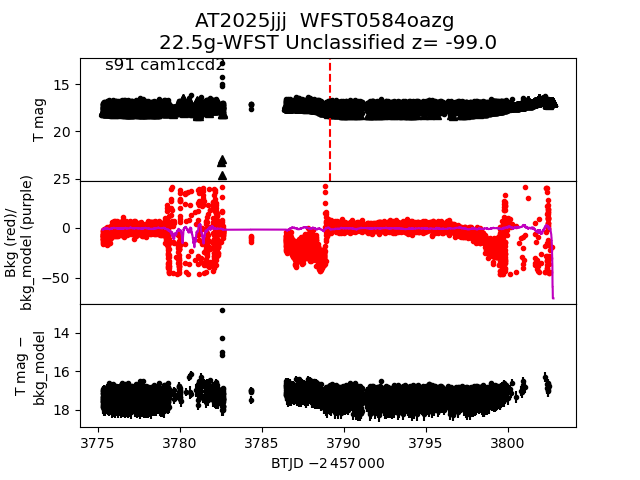 AT2025jjj  WFST0584oazg
22.5g-WFST Unclassified z= -99.0
s91 cam1ccd2
T mag
15
20
25
Bkg (red)/
bkg_model (purple)
0
−50
T mag −
bkg_model
14
16
18
3775 3780 3785 3790 3795 3800
BTJD −2 457 000